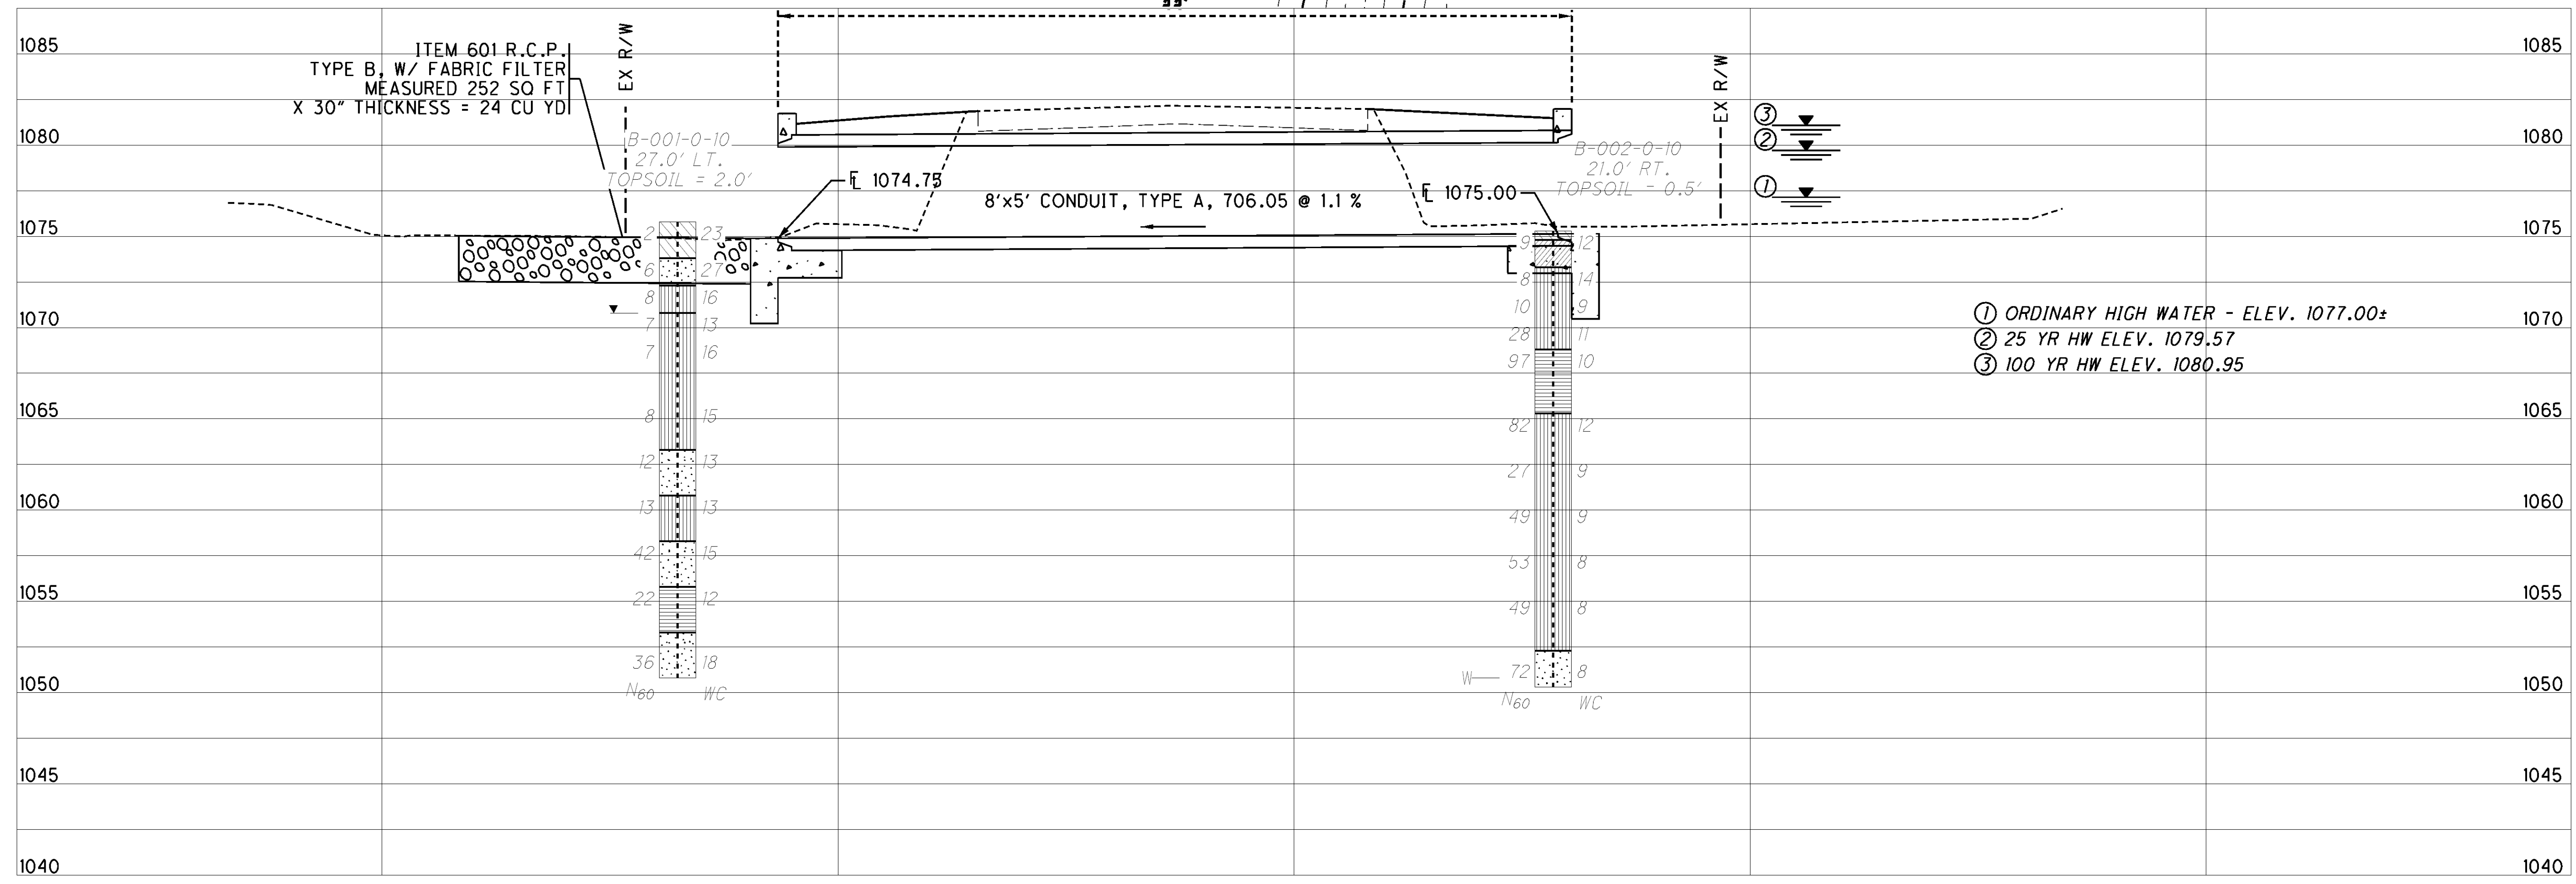 1085
1080
1075
1070
1065
1060
1055
1050
1045
1040
ITEM 601 R.C.P.
TYPE B, W/ FABRIC FILTER
MEASURED 252 SQ FT
X 30" THICKNESS = 24 CU YD
EX R/W
B-001-0-10
27.0' LT.
TOPSOIL = 2.0'
℄ 1074.75
8'x5' CONDUIT, TYPE A, 706.05 @ 1.1 %
℄ 1075.00
B-002-0-10
21.0' RT.
TOPSOIL = 0.5'
EX R/W
3
2
1
2 23
6 27
8 16
7 13
7 16
8 15
12 13
13 13
42 15
22 12
36 18
N60 WC
9 12
8 14
10 9
28 11
97 10
82 12
27 9
49 9
53 8
49 8
W 72 8
N60 WC
1 ORDINARY HIGH WATER - ELEV. 1077.00±
2 25 YR HW ELEV. 1079.57
3 100 YR HW ELEV. 1080.95
1085
1080
1075
1070
1065
1060
1055
1050
1045
1040